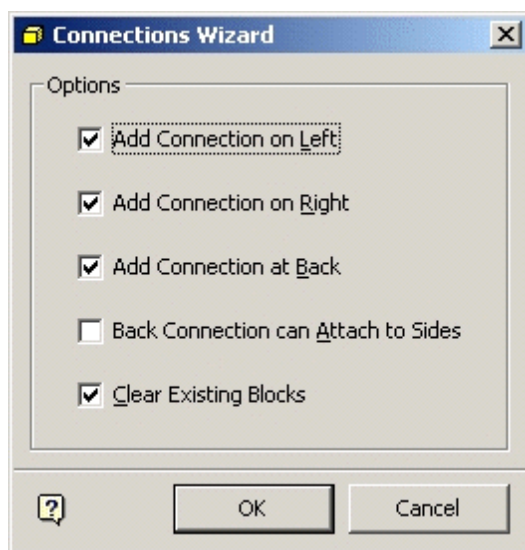 Connections Wizard
Options
Add Connection on Left
Add Connection on Right
Add Connection at Back
Back Connection can Attach to Sides
Clear Existing Blocks
?
OK
Cancel